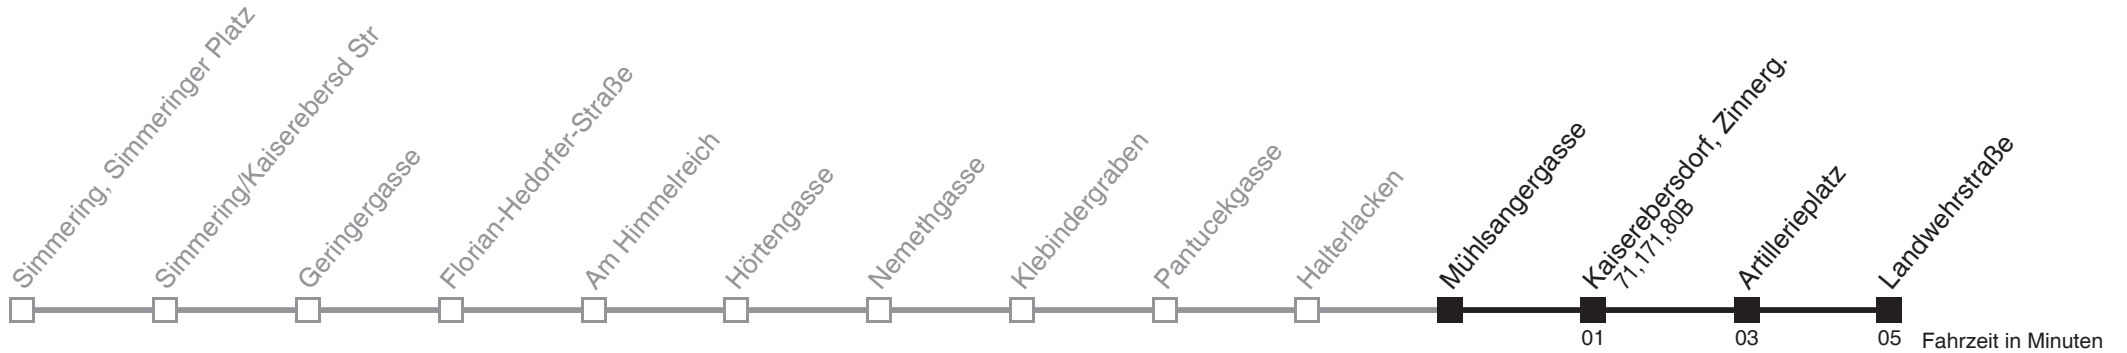 Simmering, Simmeringer Platz
Simmering/Kaiserebersd Str
Geringergasse
Florian-Hedorfer-Straße
Am Himmelreich
Hörtengasse
Nemethgasse
Klebindergraben
Pantucekgasse
Halterlacken
Mühlsangergasse
Kaiserebersdorf, Zinnerg.
71,171,80B
Artillerieplatz
Landwehrstraße
01
03
05
Fahrzeit in Minuten